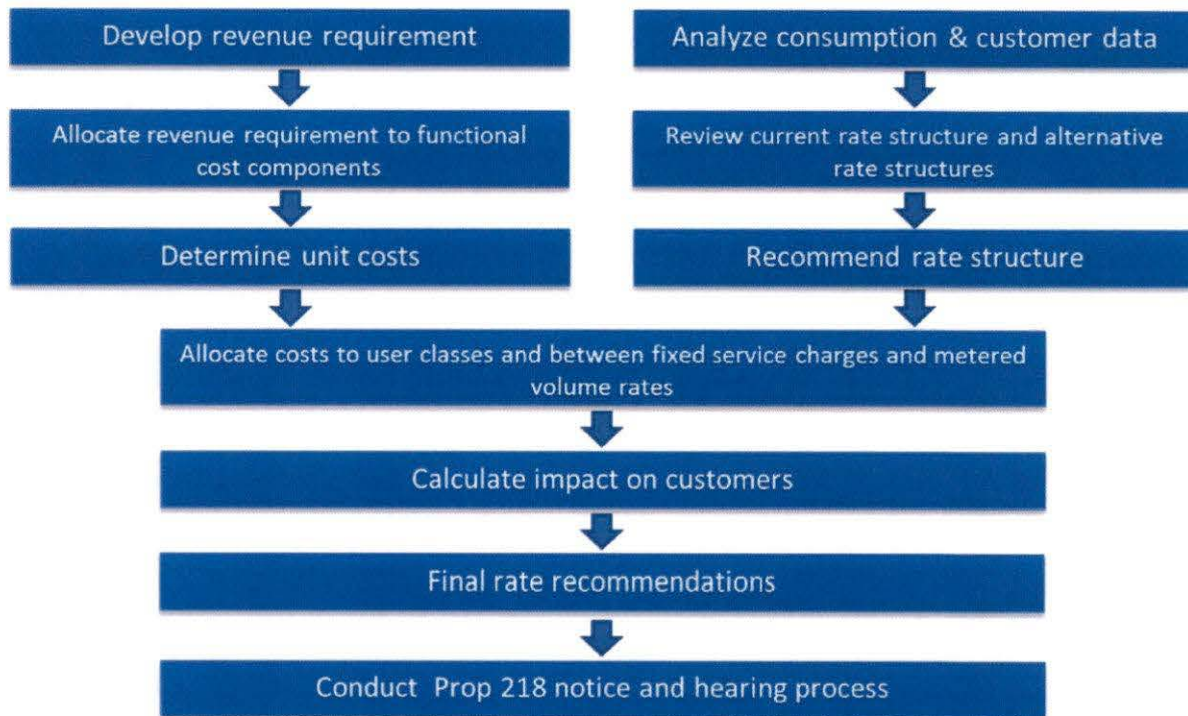 Develop revenue requirement
Allocate revenue requirement to functional
cost components
Determine unit costs
Analyze consumption & customer data
Review current rate structure and alternative
rate structures
Recommend rate structure
Allocate costs to user classes and between fixed service charges and metered
volume rates
Calculate impact on customers
Final rate recommendations
Conduct Prop 218 notice and hearing process